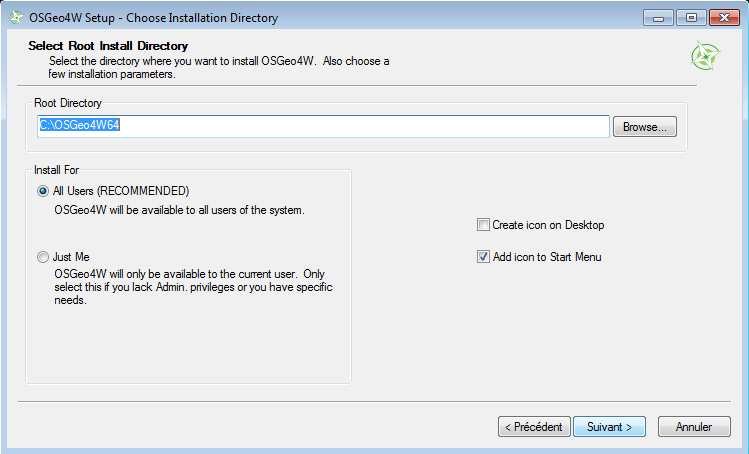 OSGeo4W Setup - Choose Installation Directory
Select Root Install Directory
Select the directory where you want to install OSGeo4W. Also choose a
few installation parameters.
Root Directory
C:\OSGeo4W64
Browse...
Install For
All Users (RECOMMENDED)
OSGeo4W will be available to all users of the system.
Create icon on Desktop
Just Me
Add icon to Start Menu
OSGeo4W will only be available to the current user. Only
select this if you lack Admin. privileges or you have specific
needs.
< Précédent
Suivant >
Annuler